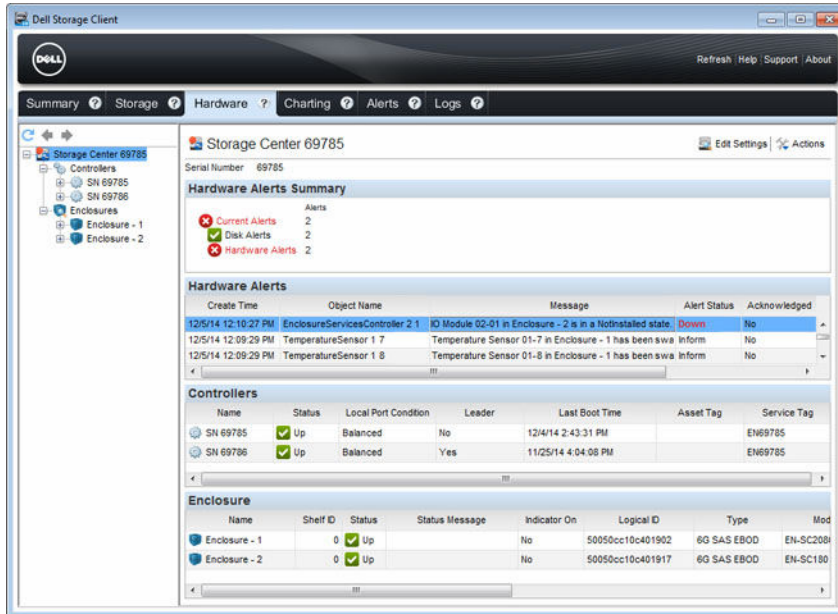 Dell Storage Client
DELL
Refresh Help Support About
Summary ? Storage ? Hardware ? Charting ? Alerts ? Logs ?
Storage Center 69785
Controllers
SN 69785
SN 69786
Enclosures
Enclosure - 1
Enclosure - 2
Storage Center 69785
Edit Settings Actions
Serial Number 69785
Hardware Alerts Summary
Alerts
Current Alerts 2
Disk Alerts 2
Hardware Alerts 2
Hardware Alerts
Create Time Object Name Message Alert Status Acknowledged
12/5/14 12:10:27 PM EnclosureServicesController 2 1 IO Module 02-01 in Enclosure - 2 is in a NotInstalled state. Down No
12/5/14 12:09:29 PM TemperatureSensor 1 7 Temperature Sensor 01-7 in Enclosure - 1 has been swa Inform No
12/5/14 12:09:29 PM TemperatureSensor 1 8 Temperature Sensor 01-8 in Enclosure - 1 has been swa Inform No
Controllers
Name Status Local Port Condition Leader Last Boot Time Asset Tag Service Tag
SN 69785 Up Balanced No 12/4/14 2:43:31 PM EN69785
SN 69786 Up Balanced Yes 11/25/14 4:04:08 PM EN69785
Enclosure
Name Shelf ID Status Status Message Indicator On Logical ID Type Mod
Enclosure - 1 0 Up No 50050cc10c401902 6G SAS EBOD EN-SC208
Enclosure - 2 0 Up No 50050cc10c401917 6G SAS EBOD EN-SC180